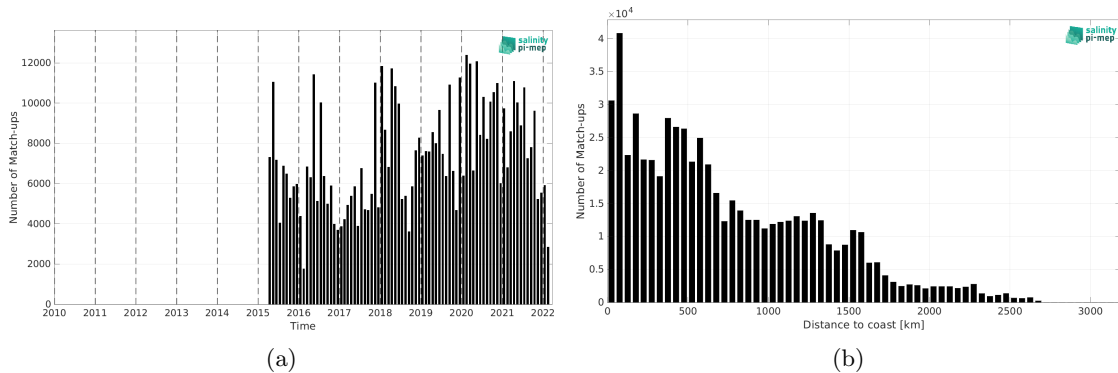 salinity
pi-mep
12000
10000
8000
6000
4000
2000
0
Number of Match-ups
2010 2011 2012 2013 2014 2015 2016 2017 2018 2019 2020 2021 2022
Time
(a)
×10⁴
salinity
pi-mep
4
3.5
3
2.5
2
1.5
1
0.5
0
Number of Match-ups
0 500 1000 1500 2000 2500 3000
Distance to coast [km]
(b)